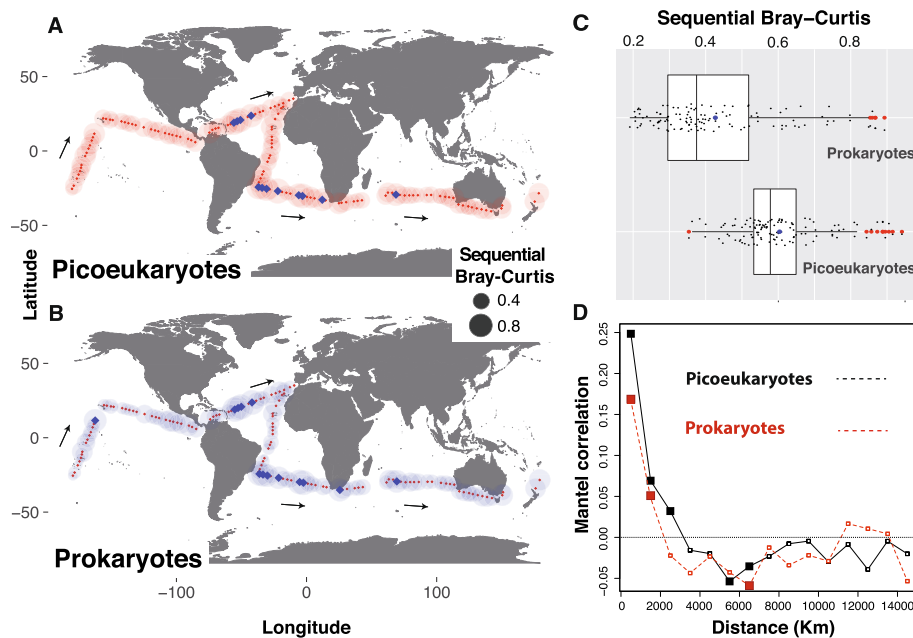 A
50
0
−50
Picoeukaryotes
Latitude
Sequential
Bray-Curtis
0.4
0.8
B
50
0
−50
Prokaryotes
−100
0
100
Longitude
C
Sequential Bray−Curtis
0.2
0.4
0.6
0.8
Prokaryotes
Picoeukaryotes
D
Mantel correlation
0.25
0.20
0.15
0.10
0.05
0.00
−0.05
Picoeukaryotes
Prokaryotes
0
2000
4000
6000
8000
10000
12000
14000
Distance (Km)